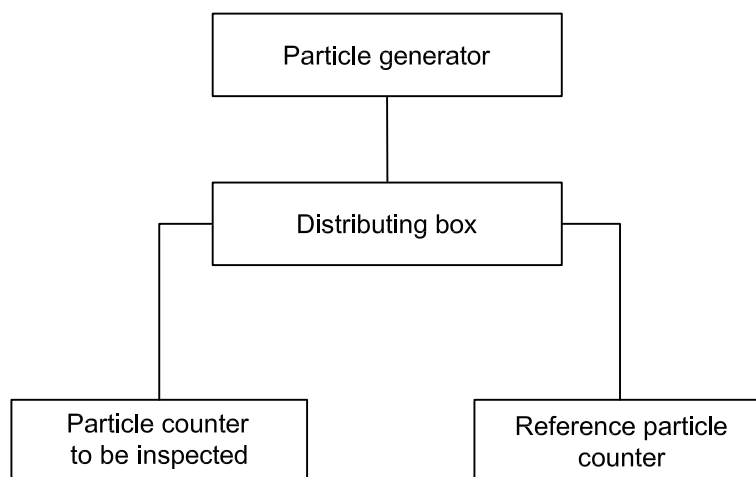 Particle generator
Distributing box
Particle counter
to be inspected
Reference particle
counter